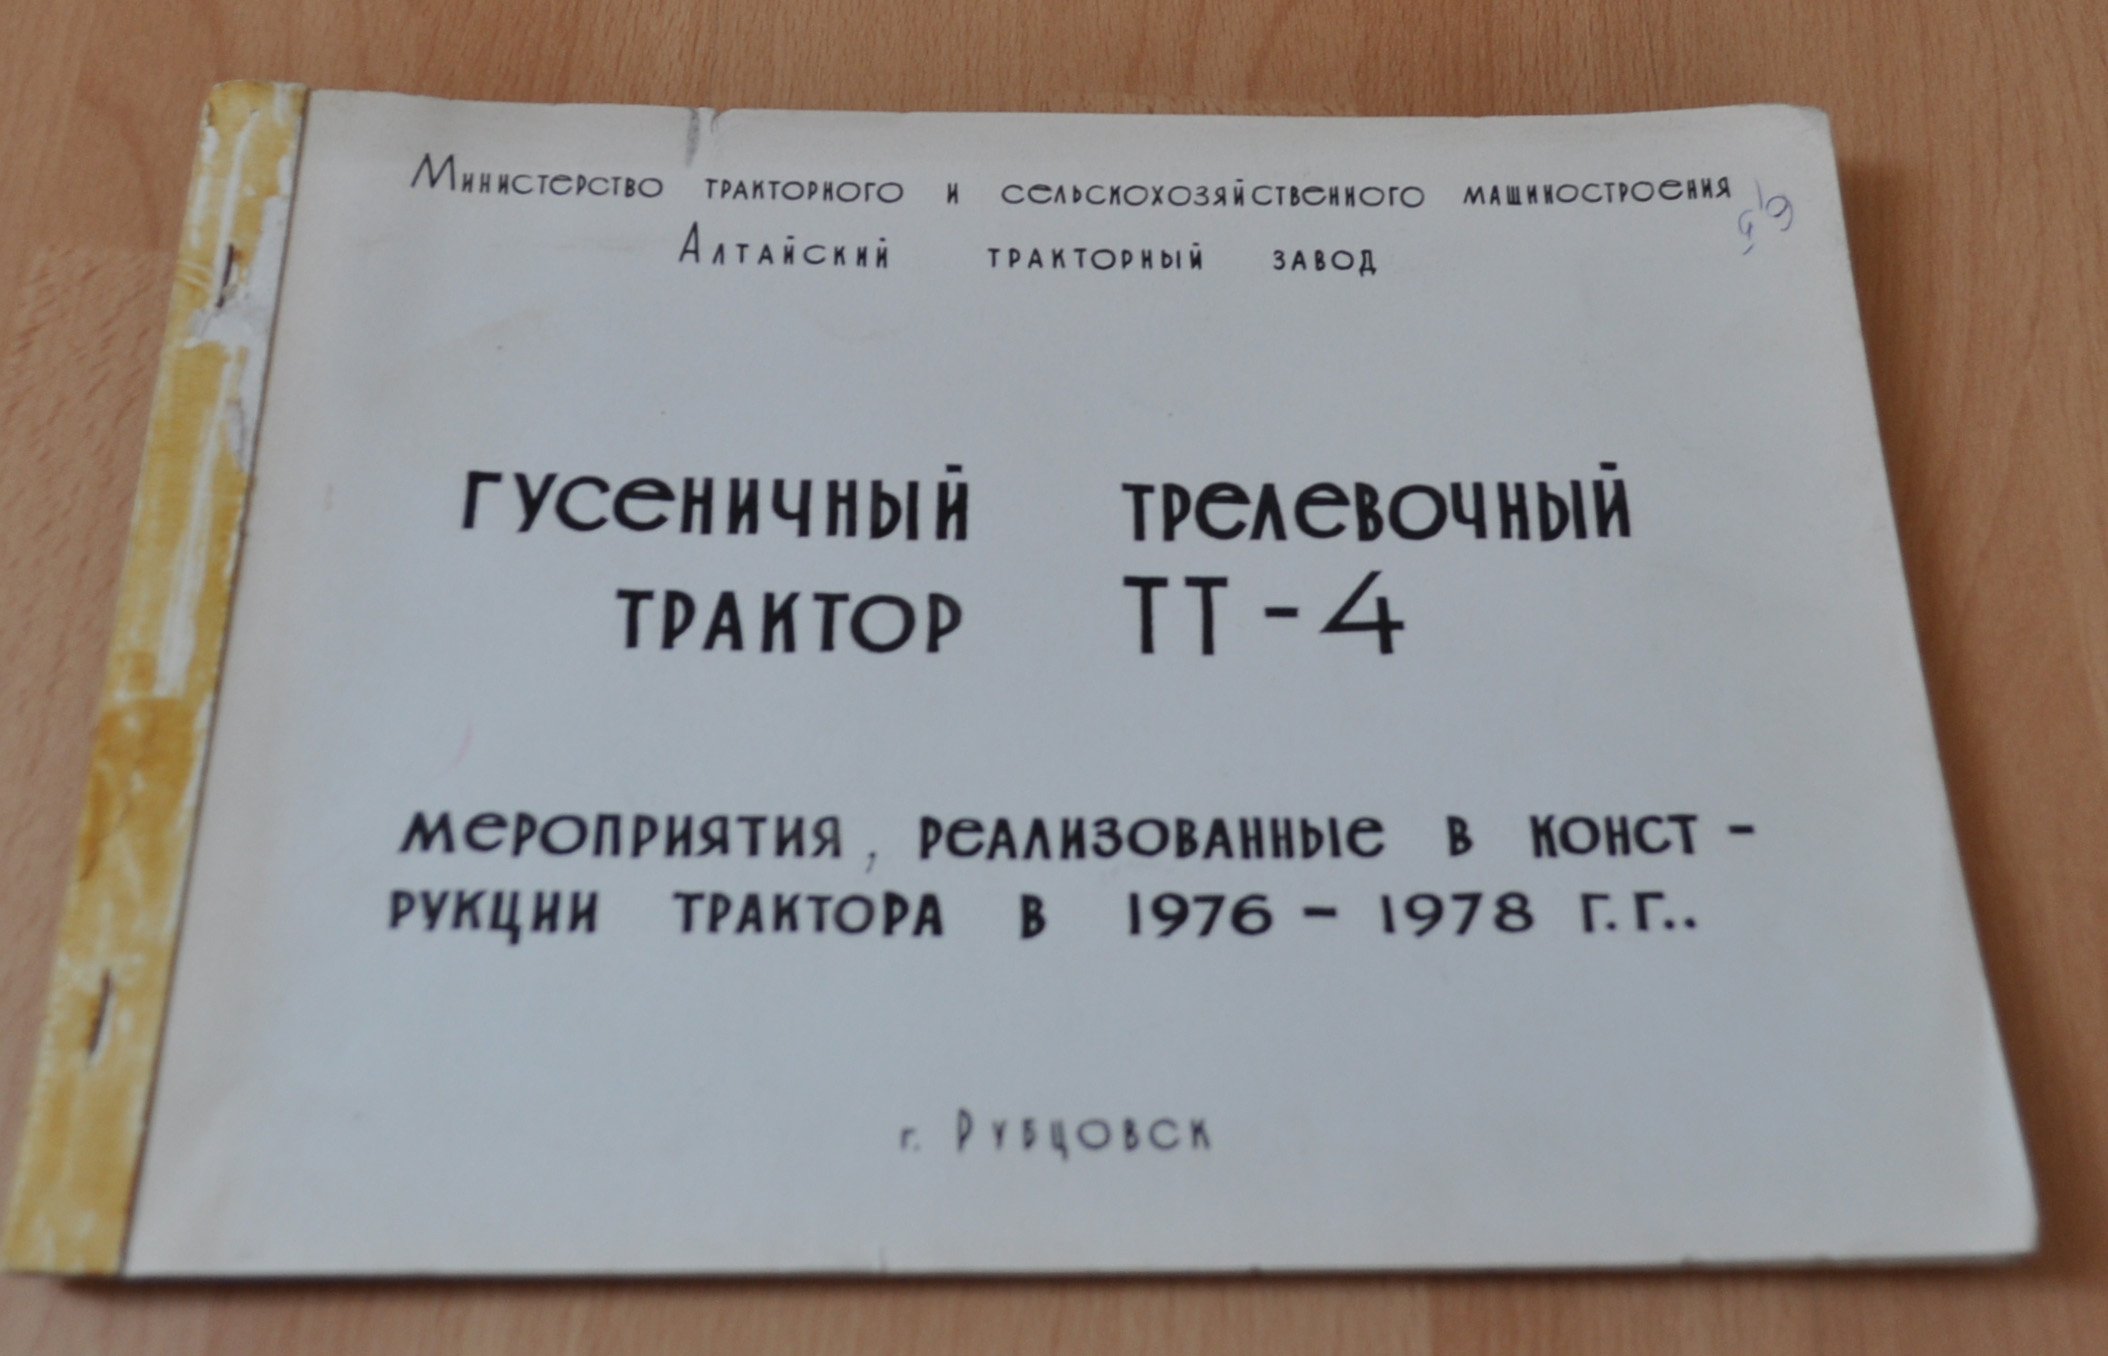 Министерство тракторного и сельскохозяйственного машиностроения
Алтайский тракторный завод
гусеничный трелевочный
трактор ТТ-4
мероприятия, реализованные в конст-
рукции трактора в 1976 - 1978 г.г..
г. Рубцовск